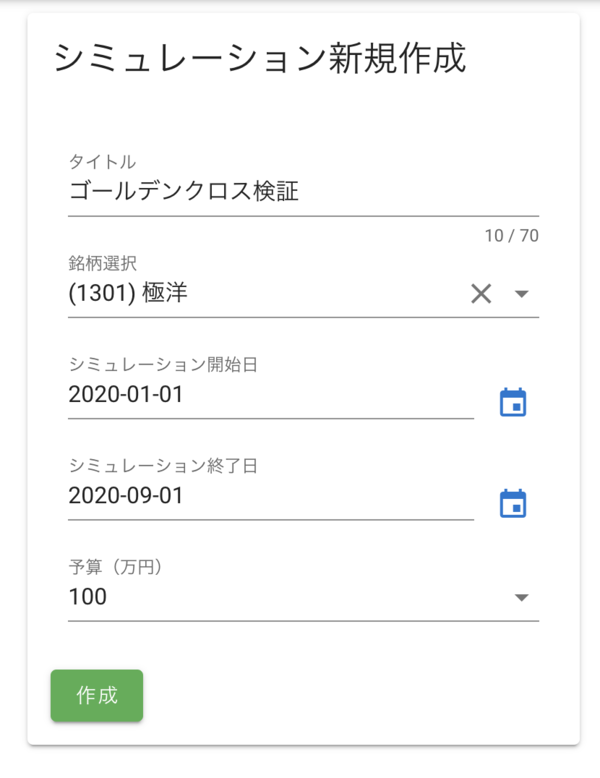 シミュレーション新規作成
タイトル
ゴールデンクロス検証
10 / 70
銘柄選択
(1301) 極洋
シミュレーション開始日
2020-01-01
シミュレーション終了日
2020-09-01
予算（万円）
100
作成